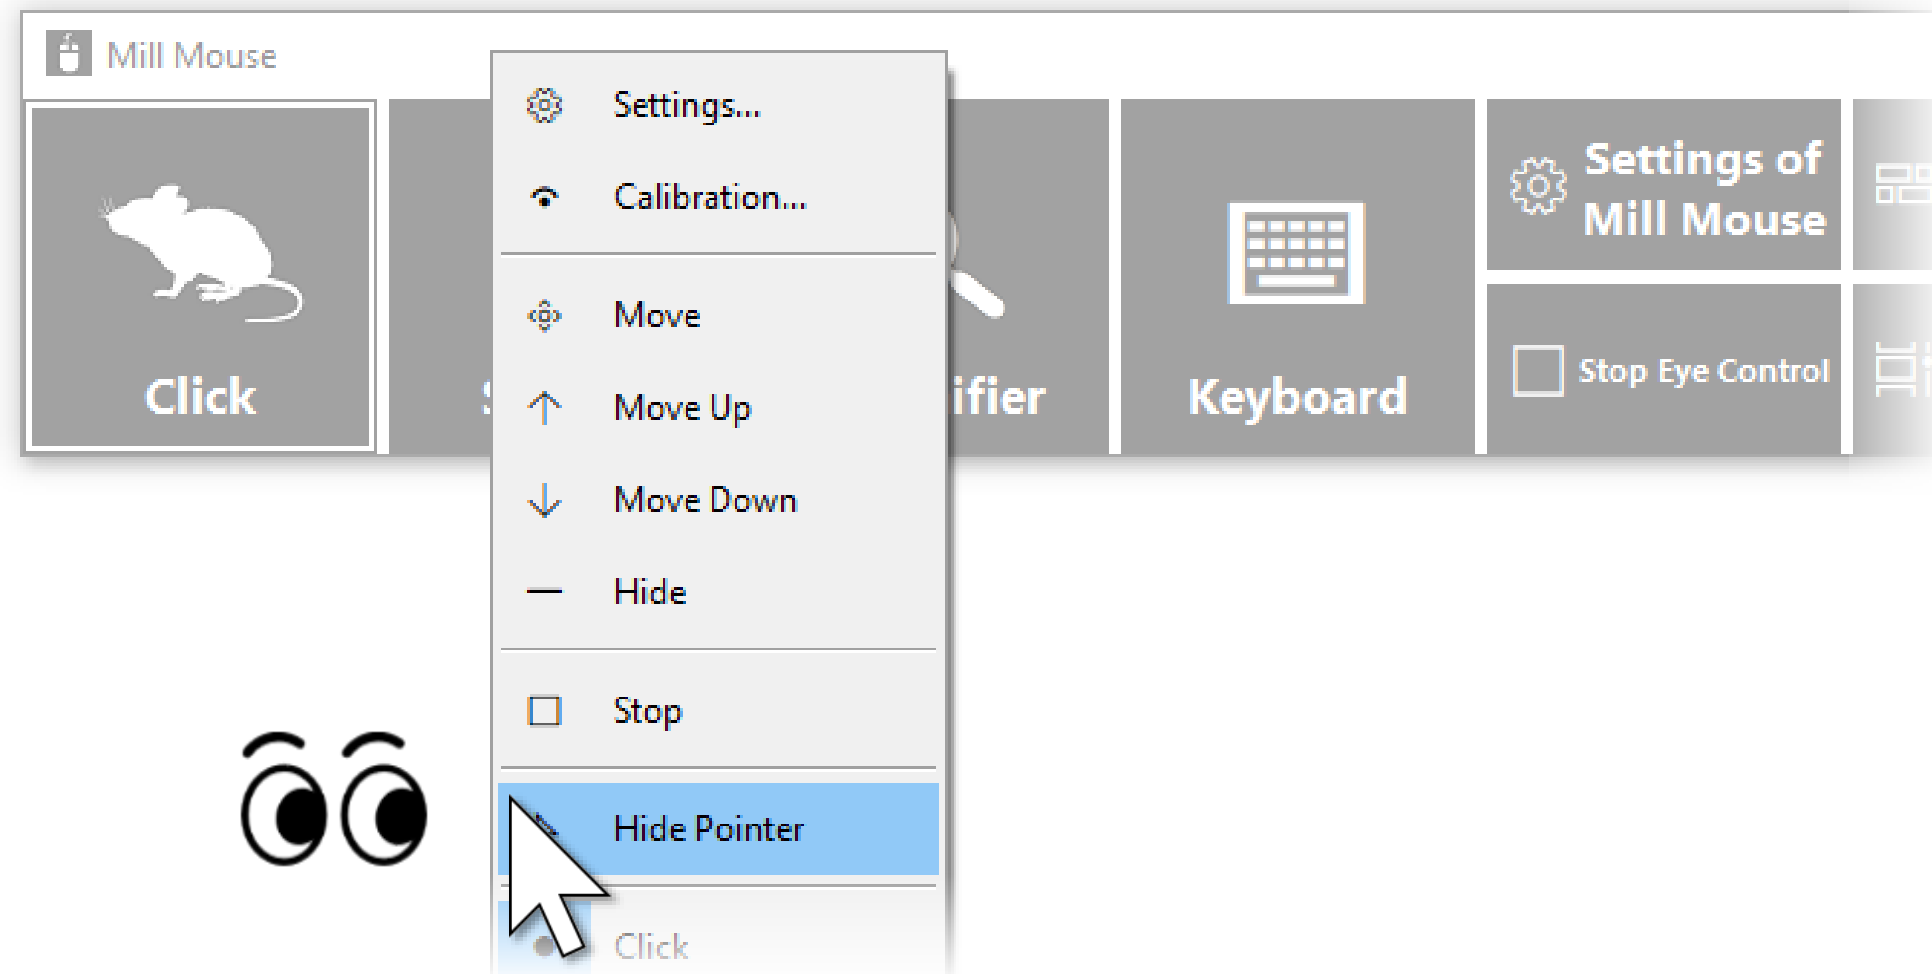 Mill Mouse
Settings...
Calibration...
Move
Move Up
Move Down
Hide
Stop
Hide Pointer
Click
Click
ifier
Keyboard
Settings of
Mill Mouse
Stop Eye Control